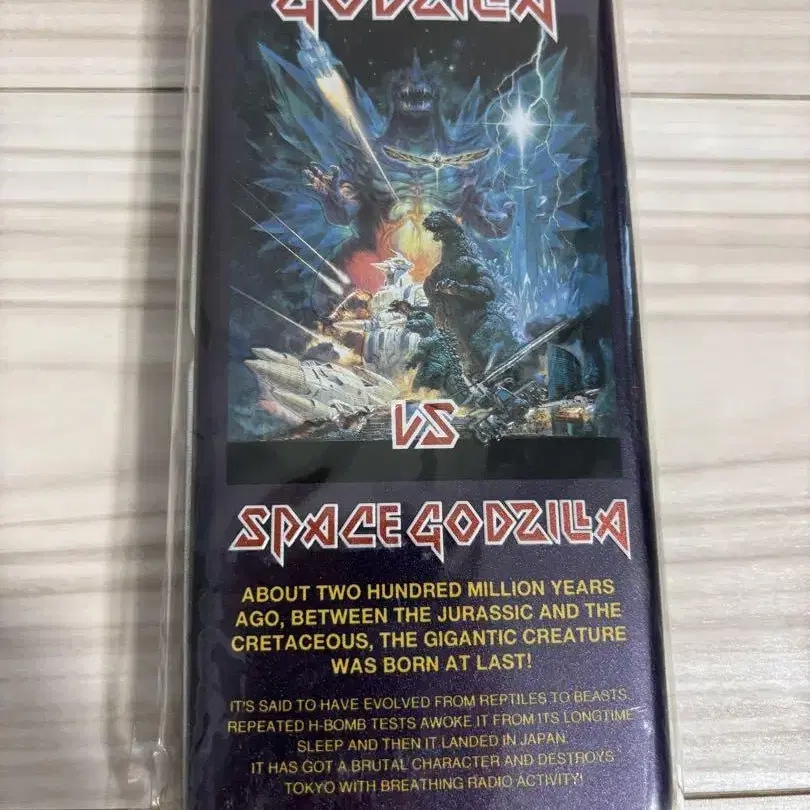 GODZILLA
VS
SPACEGODZILLA
ABOUT TWO HUNDRED MILLION YEARS
AGO, BETWEEN THE JURASSIC AND THE
CRETACEOUS, THE GIGANTIC CREATURE
WAS BORN AT LAST!
IT'S SAID TO HAVE EVOLVED FROM REPTILES TO BEASTS.
REPEATED H-BOMB TESTS AWOKE IT FROM ITS LONGTIME
SLEEP AND THEN IT LANDED IN JAPAN.
IT HAS GOT A BRUTAL CHARACTER AND DESTROYS
TOKYO WITH BREATHING RADIO ACTIVITY!